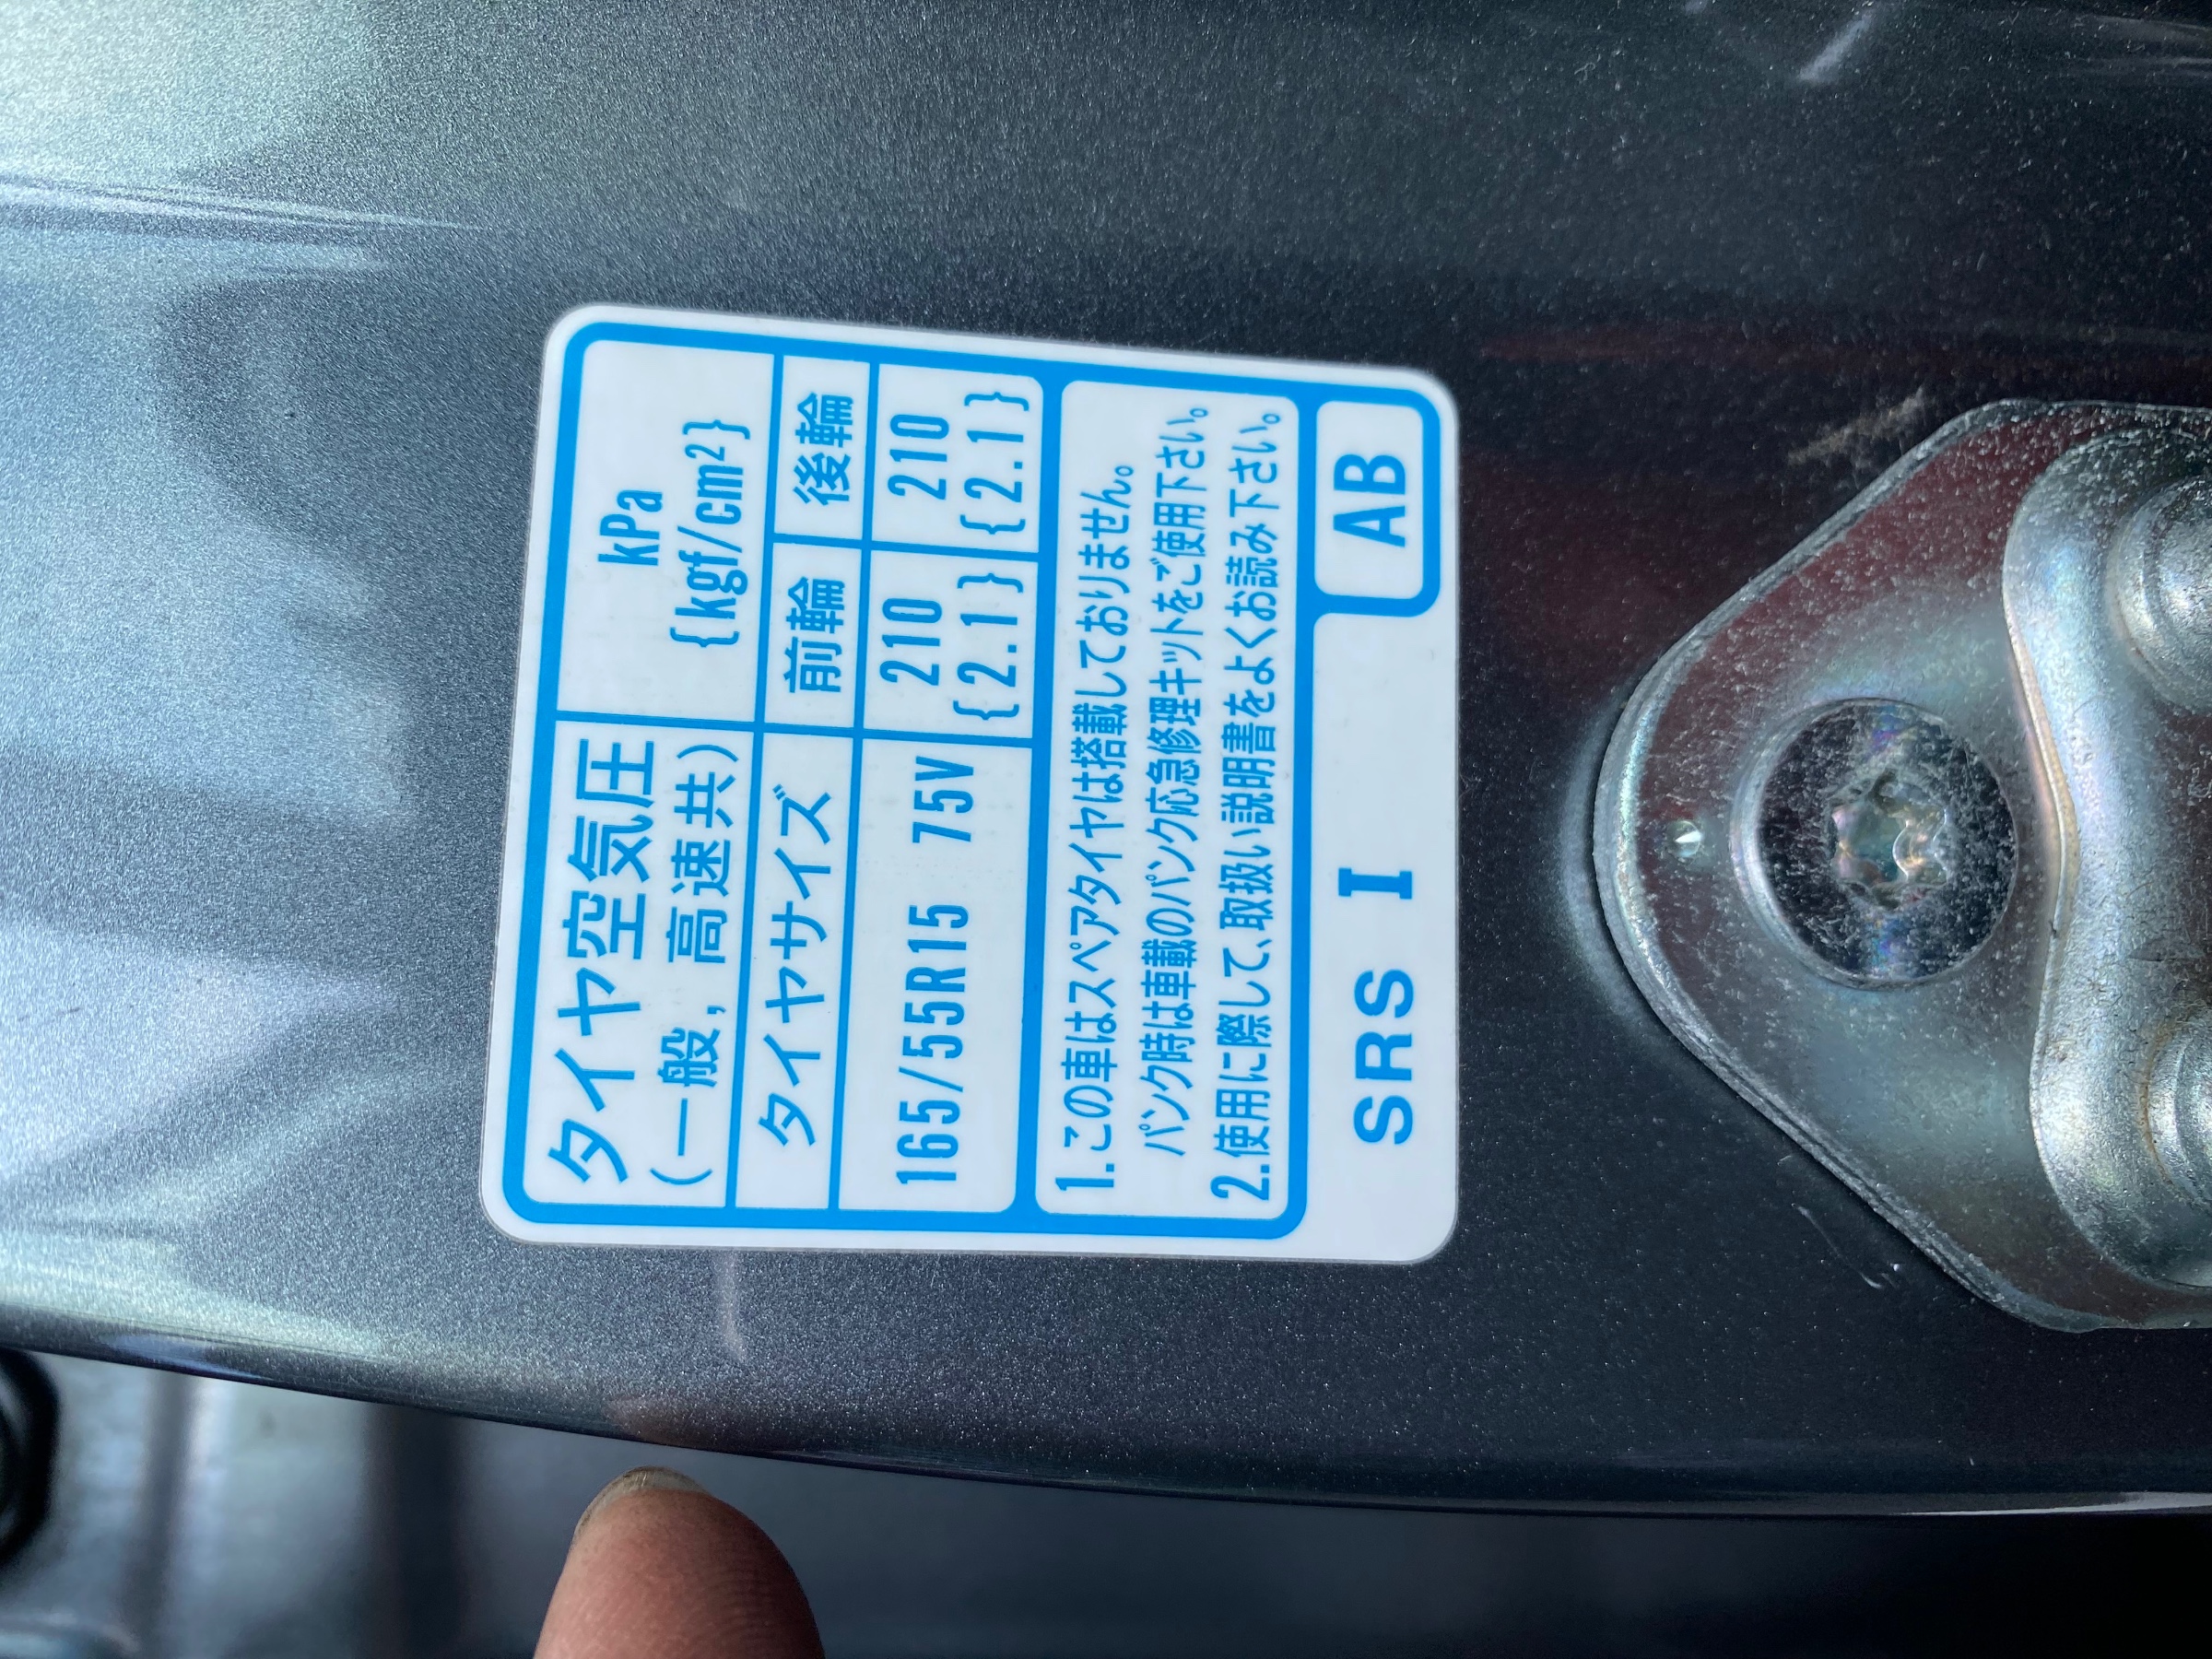 タイヤ空気圧
（一般，高速共）
kPa
{kgf/cm²}
タイヤサイズ
前輪
後輪
165/55R15 75V
210
{2.1}
210
{2.1}
1.この車はスペアタイヤは搭載しておりません。
パンク時は車載のパンク応急修理キットをご使用下さい。
2.使用に際して、取扱い説明書をよくお読み下さい。
SRS I
AB